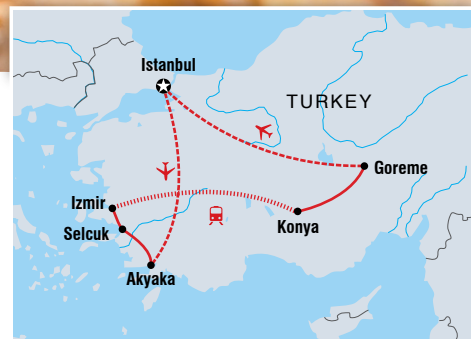 Istanbul
TURKEY
Goreme
Izmir
Konya
Selcuk
Akyaka